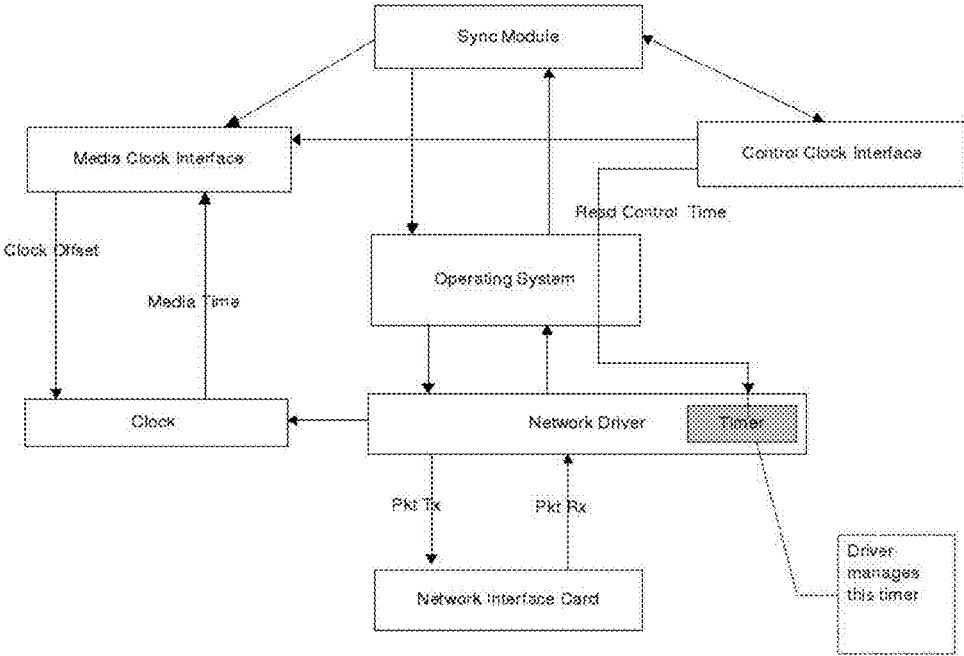 Sync Module
Media Clock Interface
Control Clock Interface
Read Control Time
Clock Offset
Operating System
Media Time
Clock
Network Driver
Timer
Pkt Tx
Pkt Rx
Driver
manages
this timer
Network Interface Card